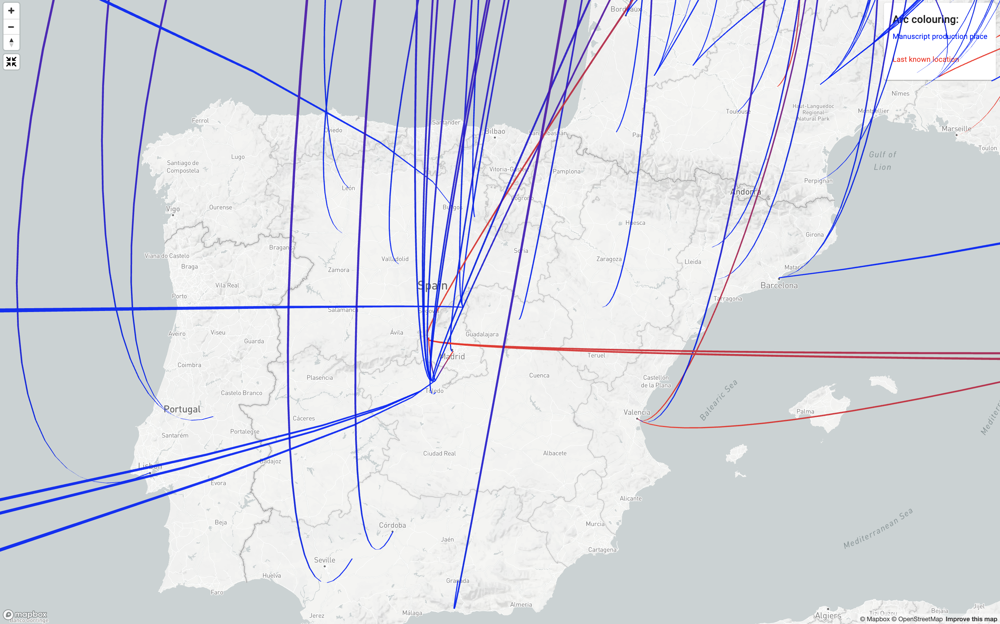 +
−
Arc colouring:
Manuscript production place
Last known location
Bordeaux
Nîmes
Toulouse
Haut-Languedoc
Regional
Natural Park
Montpellier
Marseille
Toulon
Ferrol
Oviedo
Santander
Bilbao
San Sebastián
Pau
Gulf of
Lion
Santiago de
Compostela
Lugo
León
Vitoria-Gasteiz
Pamplona
Perpignan
Andorra
Vigo
Ourense
Burgos
Logroño
Huesca
Girona
Viana do Castelo
Braga
Bragança
Valladolid
Soria
Zaragoza
Lleida
Mataró
Vila Real
Zamora
Spain
Barcelona
Porto
Salamanca
Segovia
Tarragona
Aveiro
Viseu
Guarda
Ávila
Guadalajara
Madrid
Teruel
Coimbra
Plasencia
Cuenca
Castellón
de la Plana
Castelo Branco
Toledo
Balearic Sea
Portugal
Cáceres
Valencia
Palma
Santarém
Portalegre
Ciudad Real
Albacete
Lisbon
Badajoz
Evora
Alicante
Beja
Córdoba
Murcia
Mediterranean Sea
Jaén
Cartagena
Seville
Huelva
Granada
Faro
Almeria
Málaga
Jerez
Algiers
Tizi Ouzou
Bejaia
Jijel
mapbox
Banco Gorringe
© Mapbox © OpenStreetMap Improve this map